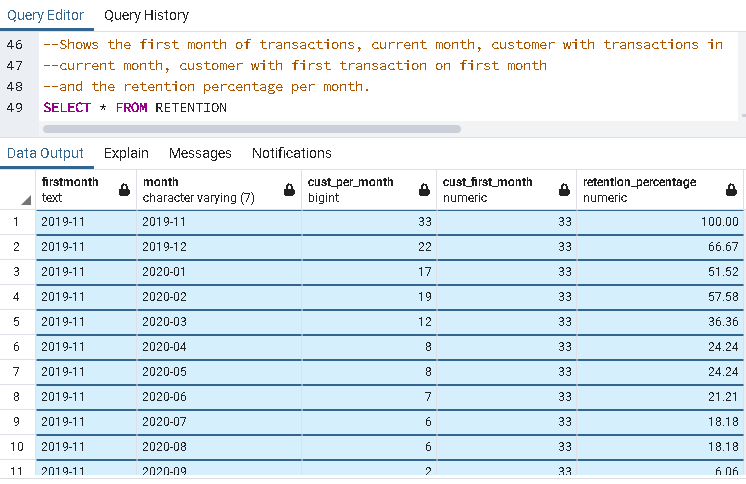 Query Editor Query History
46 --Shows the first month of transactions, current month, customer with transactions in
47 --current month, customer with first transaction on first month
48 --and the retention percentage per month.
49 SELECT * FROM RETENTION
Data Output Explain Messages Notifications
firstmonth month cust_per_month cust_first_month retention_percentage
text character varying (7) bigint numeric numeric
1 2019-11 2019-11 33 33 100.00
2 2019-11 2019-12 22 33 66.67
3 2019-11 2020-01 17 33 51.52
4 2019-11 2020-02 19 33 57.58
5 2019-11 2020-03 12 33 36.36
6 2019-11 2020-04 8 33 24.24
7 2019-11 2020-05 8 33 24.24
8 2019-11 2020-06 7 33 21.21
9 2019-11 2020-07 6 33 18.18
10 2019-11 2020-08 6 33 18.18
11 2019-11 2020-09 2 33 6.06